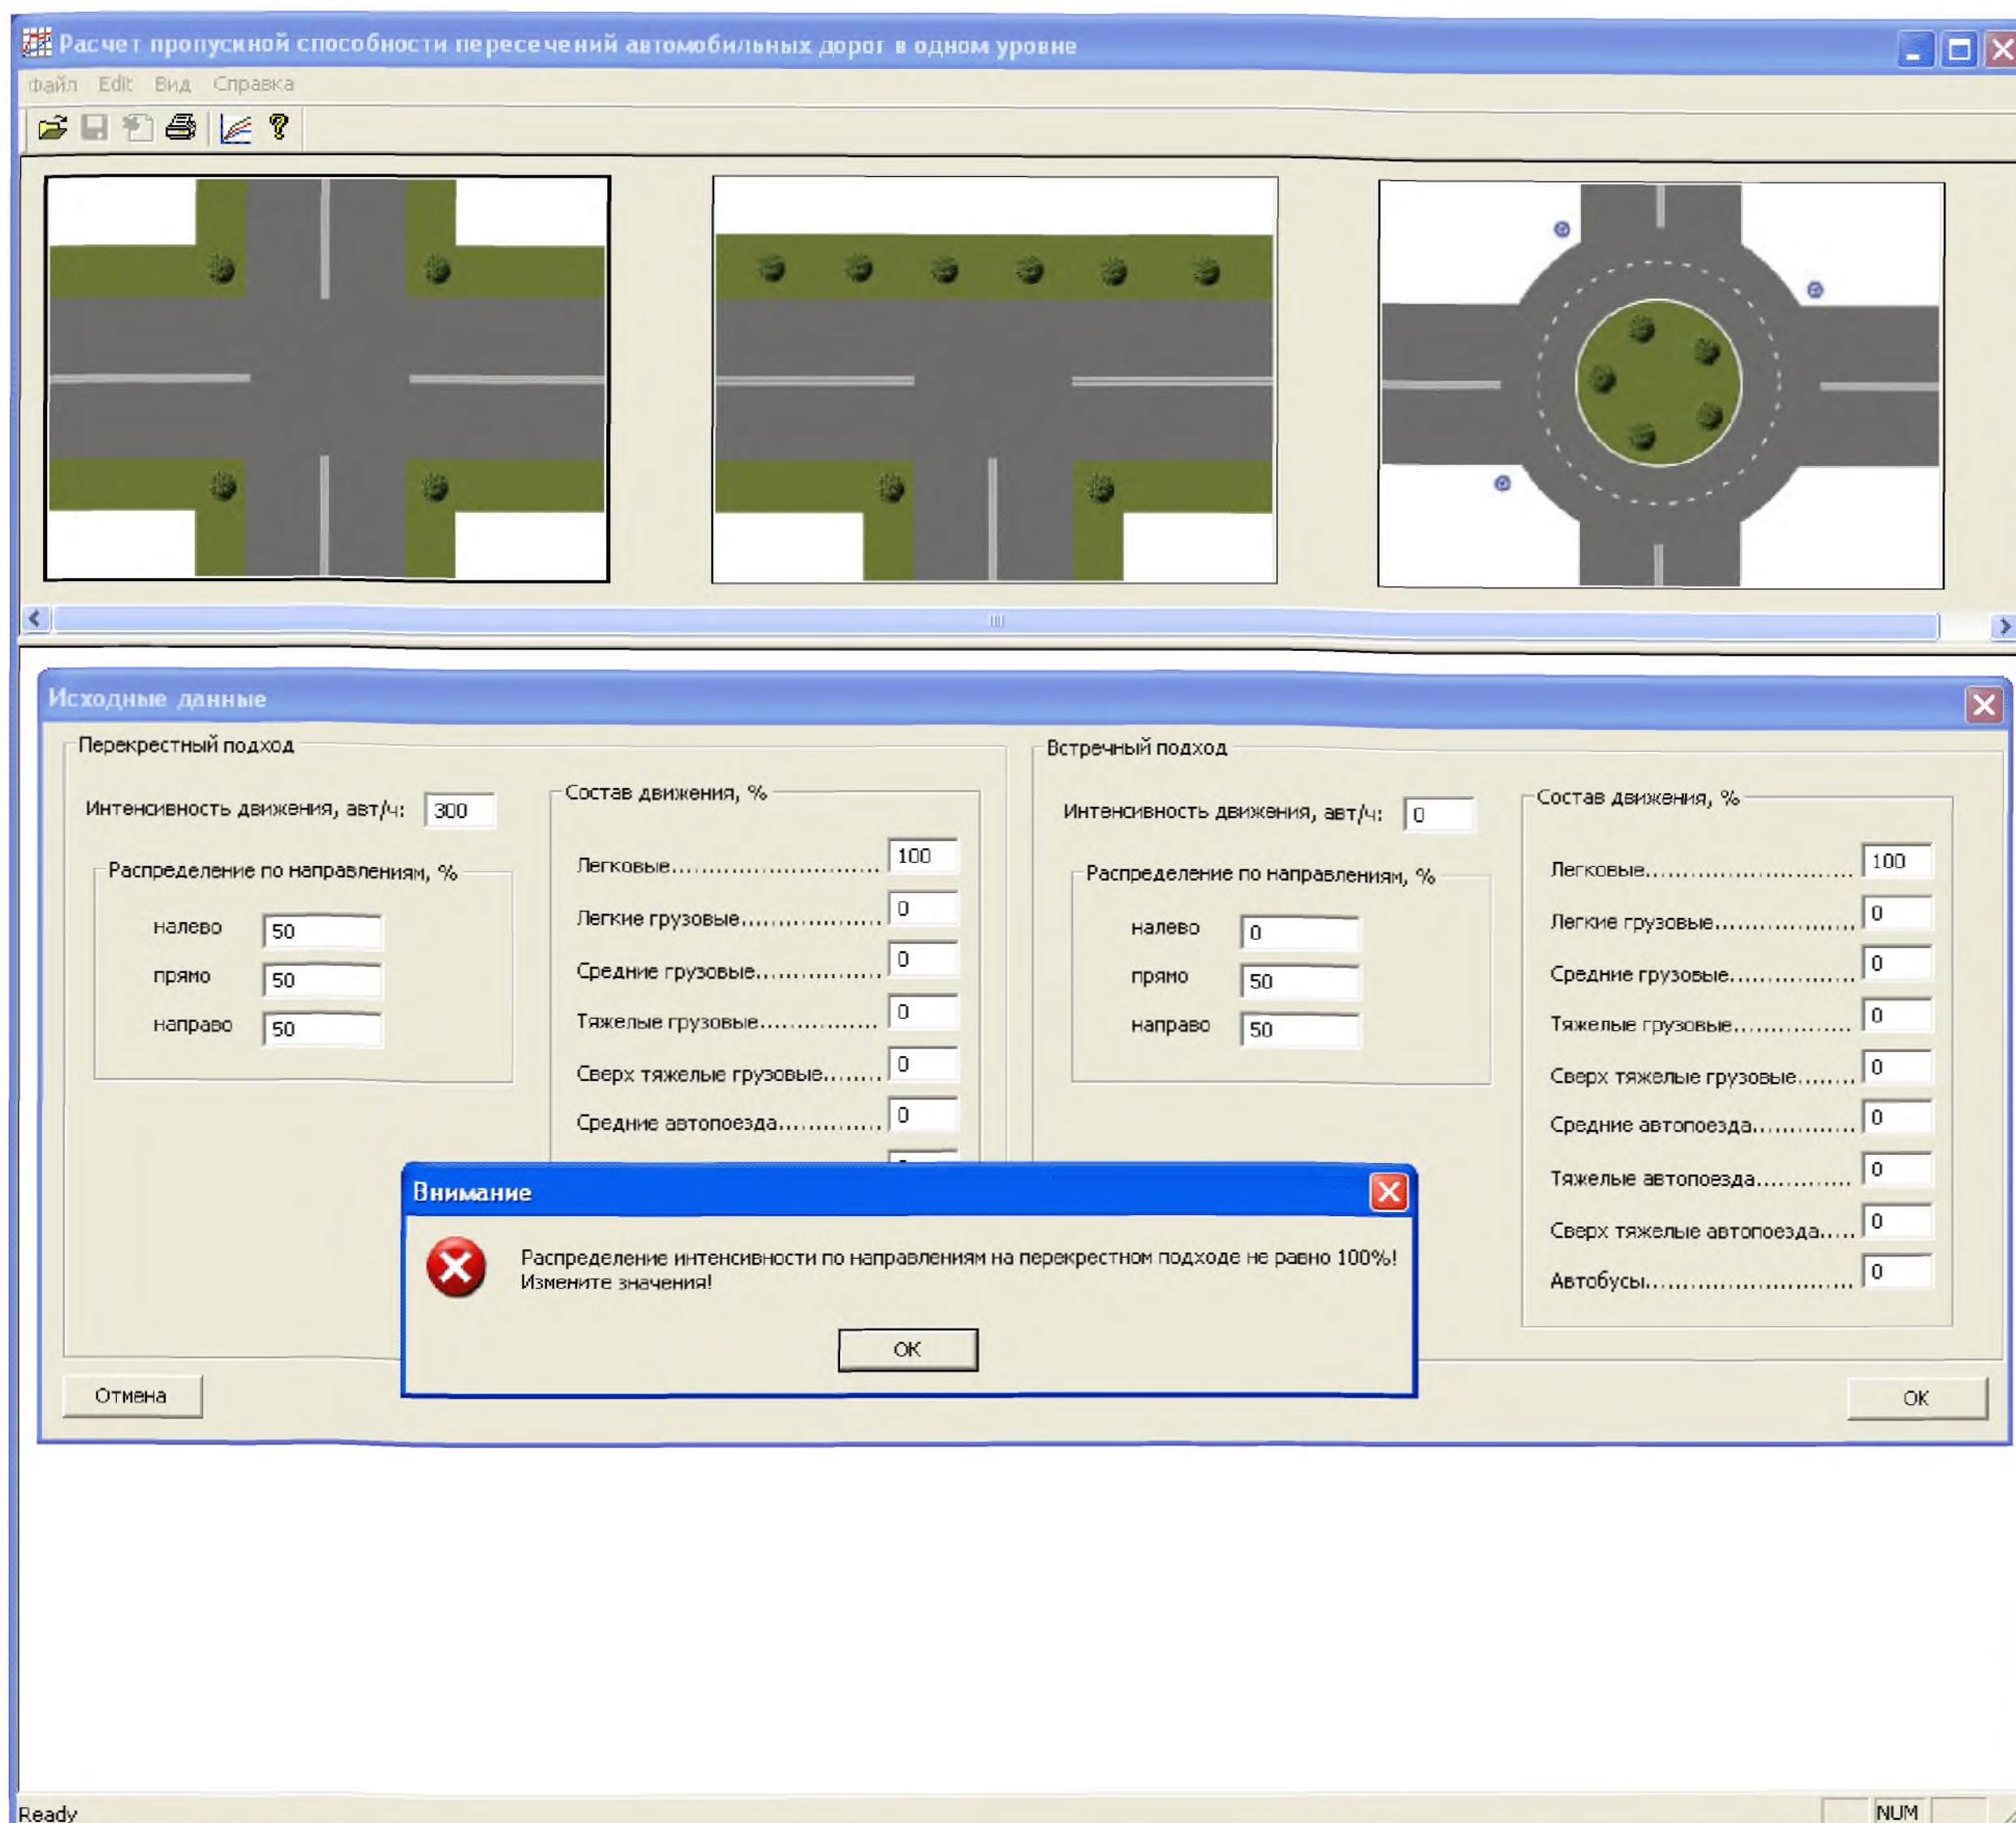 Расчет пропускной способности пересечений автомобильных дорог в одном уровне
Файл Edit Вид Справка
Исходные данные
Перекрестный подход
Интенсивность движения, авт/ч: 300
Распределение по направлениям, %
налево 50
прямо 50
направо 50
Состав движения, %
Легковые 100
Легкие грузовые 0
Средние грузовые 0
Тяжелые грузовые 0
Сверх тяжелые грузовые 0
Средние автопоезда 0
Встречный подход
Интенсивность движения, авт/ч: 0
Распределение по направлениям, %
налево 0
прямо 50
направо 50
Состав движения, %
Легковые 100
Легкие грузовые 0
Средние грузовые 0
Тяжелые грузовые 0
Сверх тяжелые грузовые 0
Средние автопоезда 0
Тяжелые автопоезда 0
Сверх тяжелые автопоезда 0
Автобусы 0
Внимание
Распределение интенсивности по направлениям на перекрестном подходе не равно 100%!
Измените значения!
OK
Отмена
OK
Ready
NUM